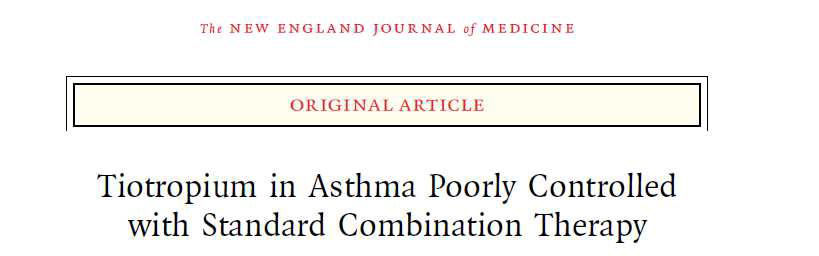 The NEW ENGLAND JOURNAL of MEDICINE
ORIGINAL ARTICLE
Tiotropium in Asthma Poorly Controlled
with Standard Combination Therapy